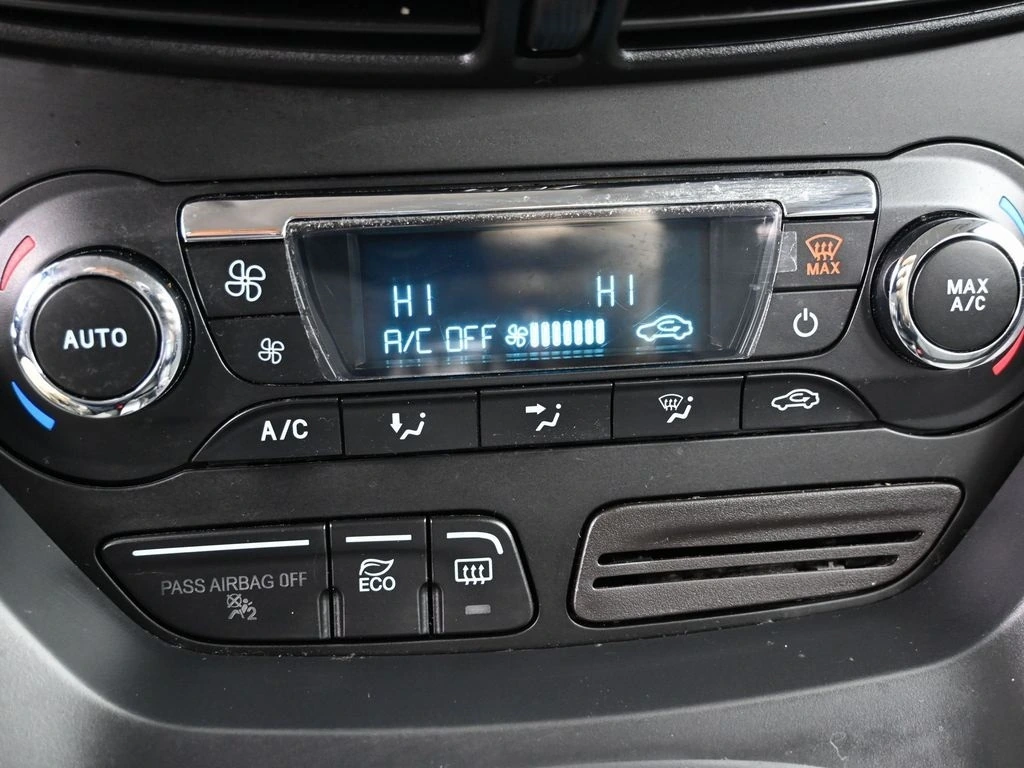 HI HI
A/C OFF
MAX
AUTO
MAX
A/C
A/C
PASS AIRBAG OFF
2
ECO